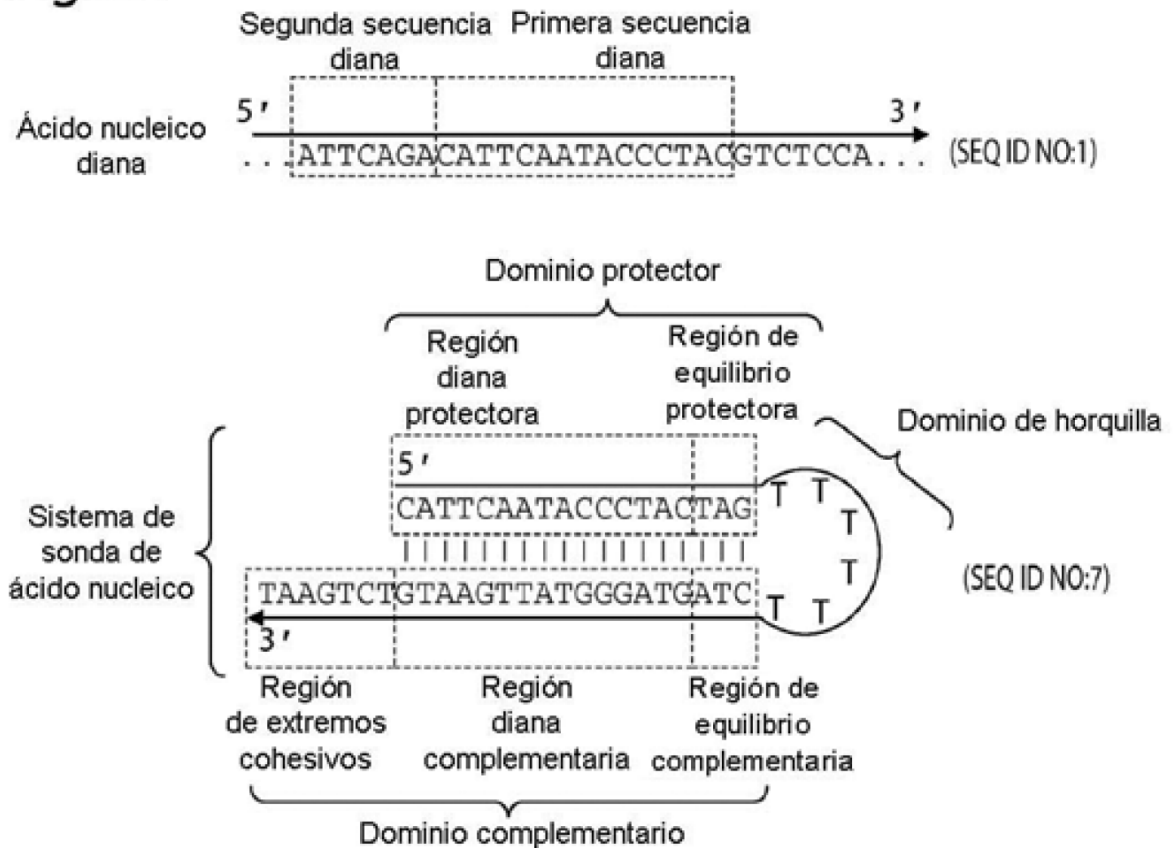 Segunda secuencia Primera secuencia
diana diana
5' 3'
Ácido nucleico
diana
...ATTCAGACATTCAATACCCTACGTCTCCA... (SEQ ID NO:1)
Dominio protector
Región
diana
protectora
Región de
equilibrio
protectora
Dominio de horquilla
Sistema de
sonda de
ácido nucleico
5'
CATTCAATACCCTACTAG
T T T T T T
TAAGTCTGTAAGTTATGGGATGATC
3'
(SEQ ID NO:7)
Región
de extremos
cohesivos
Región
diana
complementaria
Región de
equilibrio
complementaria
Dominio complementario